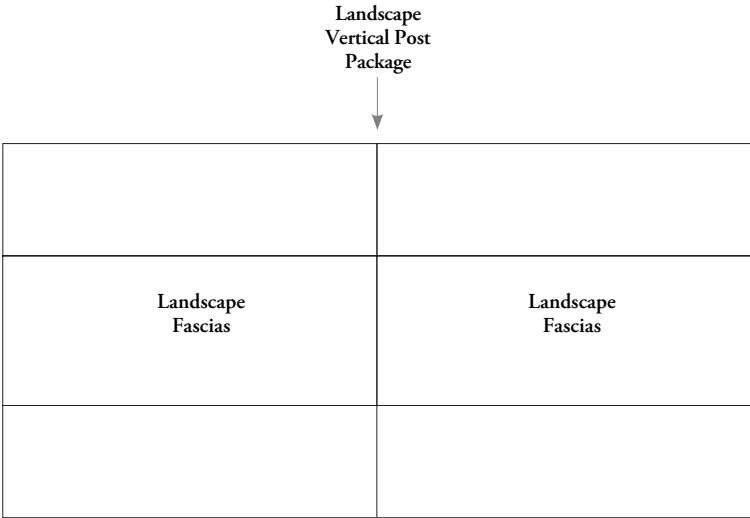 Landscape
Vertical Post
Package
Landscape
Fascias
Landscape
Fascias